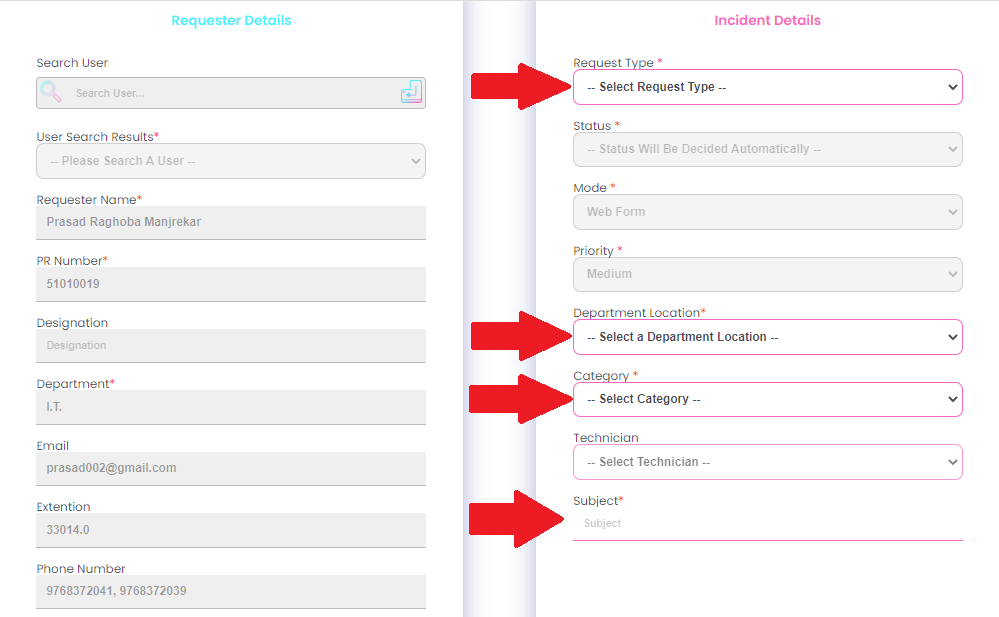 Requester Details
Search User
Search User...
User Search Results*
-- Please Search A User --
Requester Name*
Prasad Raghoba Manjrekar
PR Number*
51010019
Designation
Designation
Department*
I.T.
Email
prasad002@gmail.com
Extention
33014.0
Phone Number
9768372041, 9768372039
Incident Details
Request Type *
-- Select Request Type --
Status *
-- Status Will Be Decided Automatically --
Mode *
Web Form
Priority *
Medium
Department Location*
-- Select a Department Location --
Category *
-- Select Category --
Technician
-- Select Technician --
Subject*
Subject